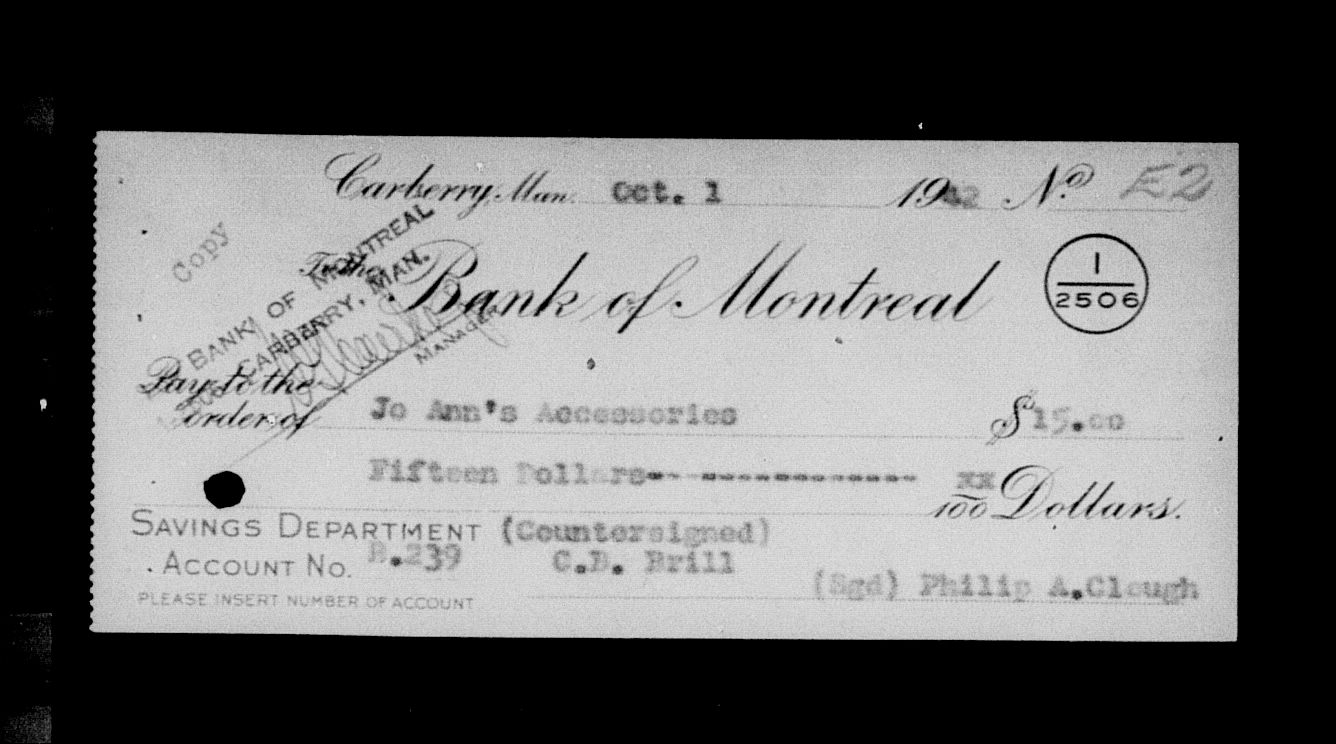 Carberry, Man. Oct. 1 1942 No. E2
Copy
To the Bank of Montreal
1
2506
BANK OF MONTREAL
CARBERRY, MAN.
MANAGER
Pay to the
order of Jo Ann's Accessories $15.00
Fifteen Dollars-- --------------- xx
100 Dollars.
SAVINGS DEPARTMENT (Countersigned)
ACCOUNT NO. B.239 C.B. Brill
(Sgd) Philip A.Clough
PLEASE INSERT NUMBER OF ACCOUNT